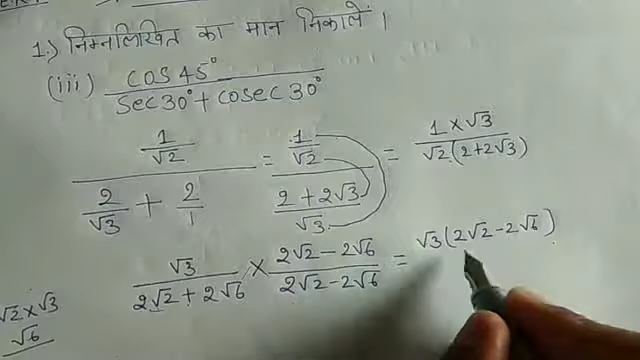 1.) निम्नलिखित का मान निकालें ।
(iii) cos 45° / sec 30° + cosec 30°
(1/√2) / (2/√3 + 2/1) = (1/√2) / ((2+2√3)/√3) = (1×√3) / (√2(2+2√3))
√3 / (2√2+2√6) × (2√2-2√6) / (2√2-2√6) = √3(2√2-2√6)
√2×√3
√6